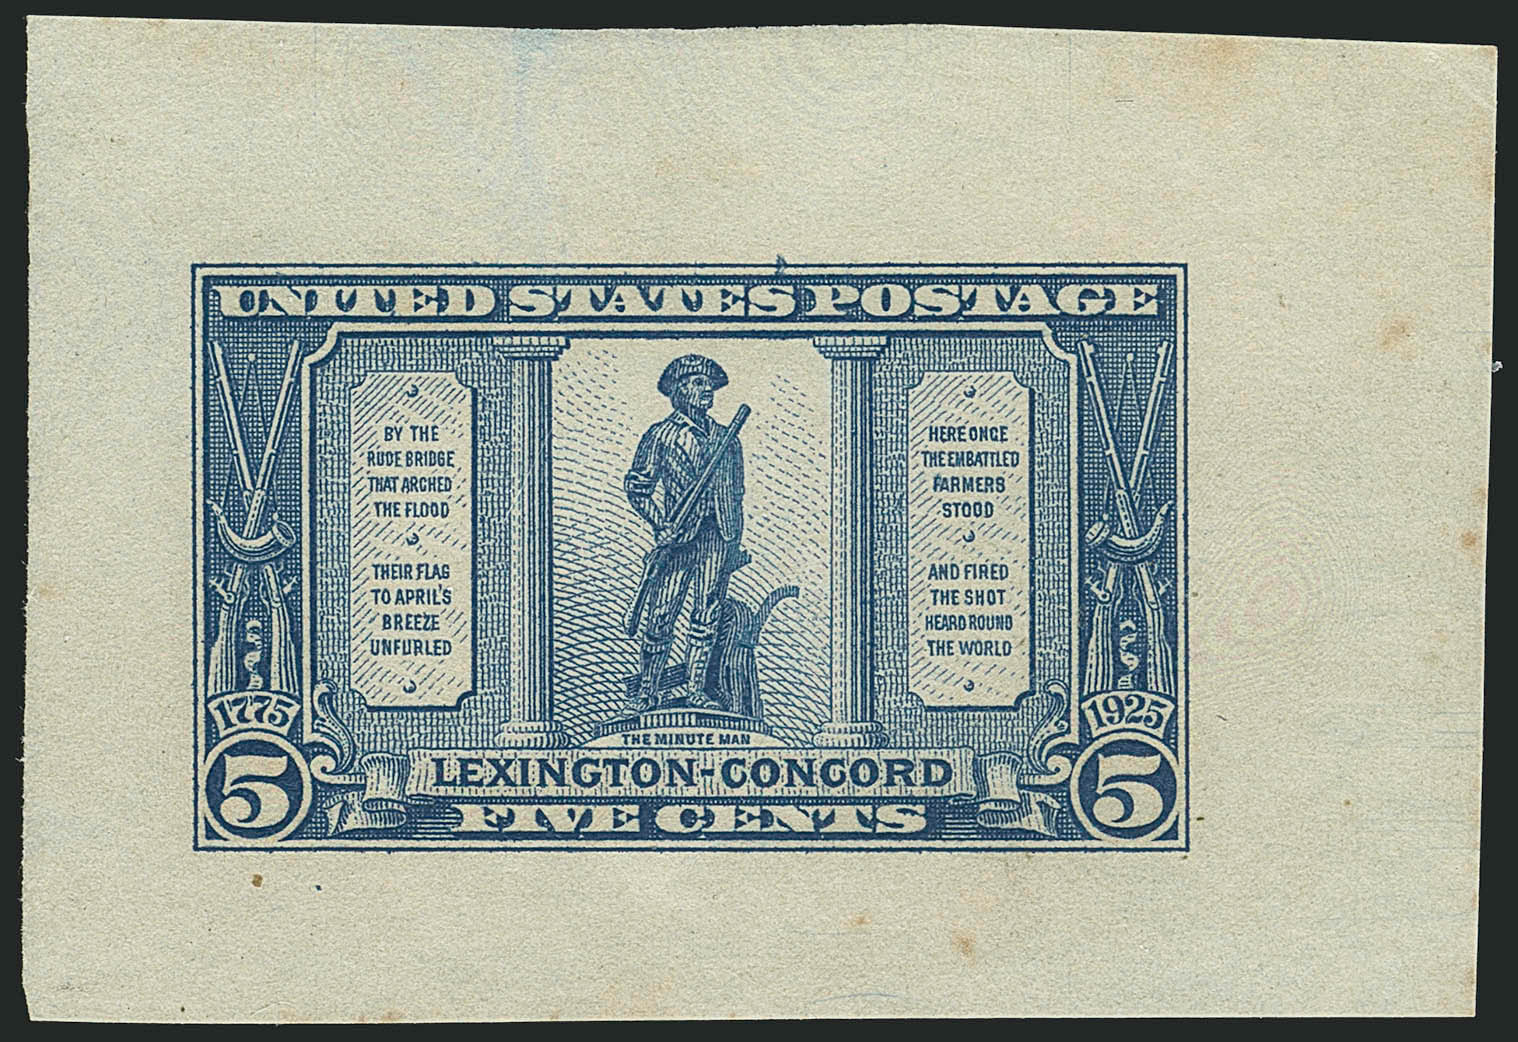 UNITED STATES POSTAGE
BY THE
RUDE BRIDGE
THAT ARCHED
THE FLOOD
THEIR FLAG
TO APRIL'S
BREEZE
UNFURLED
HERE ONCE
THE EMBATTLED
FARMERS
STOOD
AND FIRED
THE SHOT
HEARD ROUND
THE WORLD
1775
1925
THE MINUTE MAN
5
LEXINGTON-CONCORD
5
FIVE CENTS